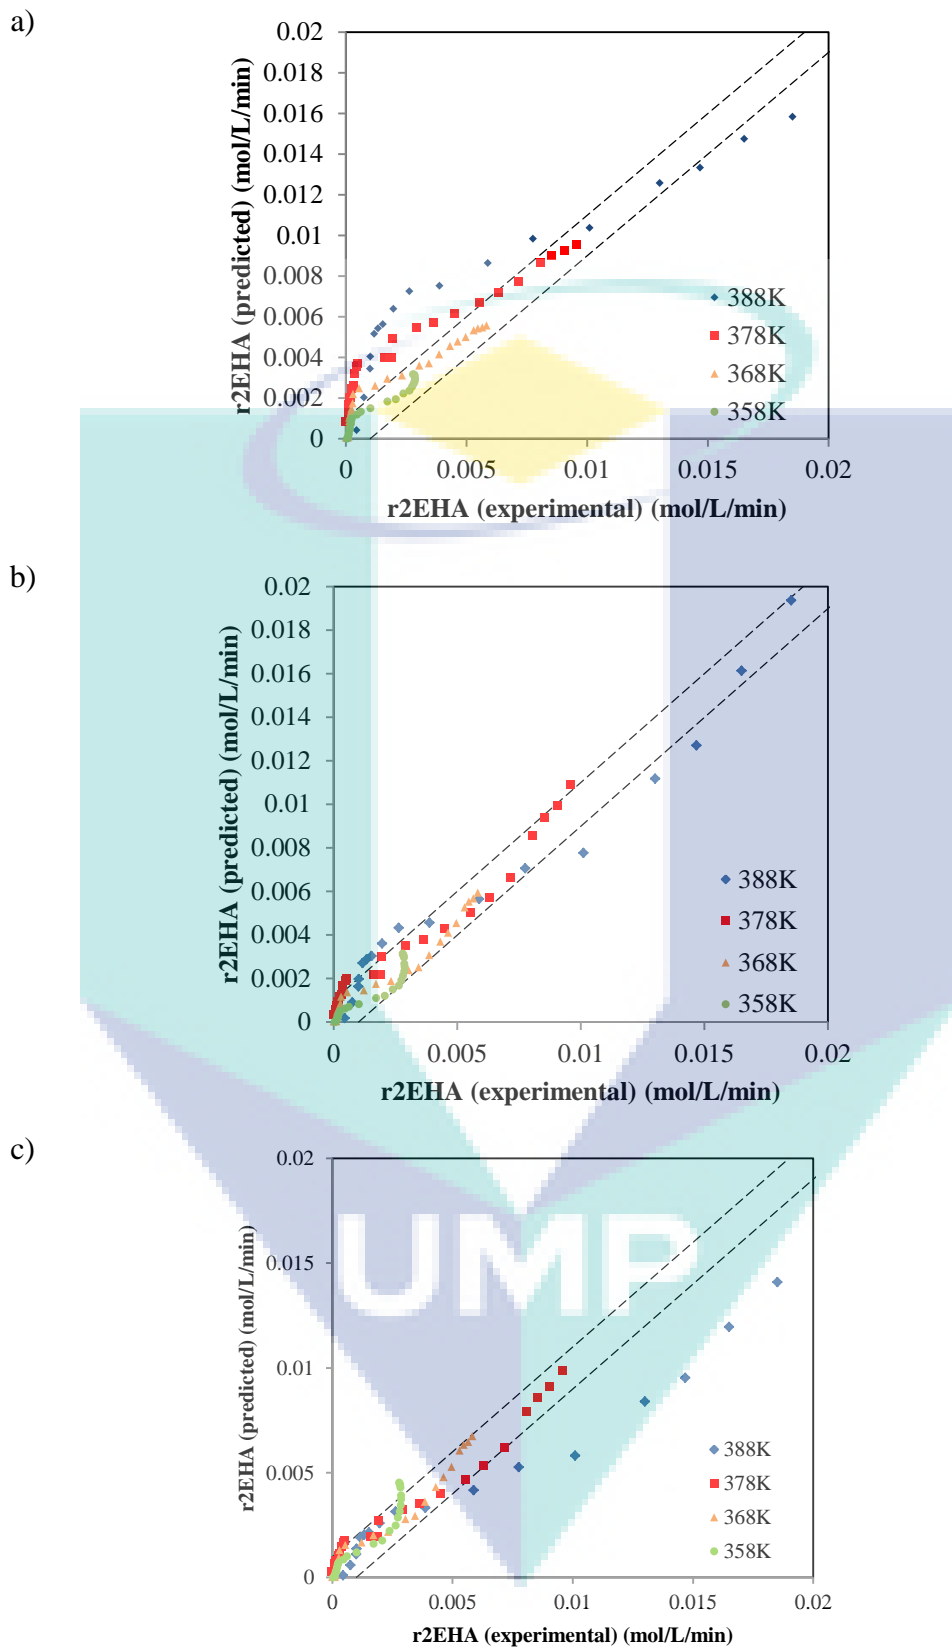 a)
0.02
0.018
0.016
0.014
0.012
0.01
0.008
0.006
0.004
0.002
0
r2EHA (predicted) (mol/L/min)
388K
378K
368K
358K
0 0.005 0.01 0.015 0.02
r2EHA (experimental) (mol/L/min)
b)
0.02
0.018
0.016
0.014
0.012
0.01
0.008
0.006
0.004
0.002
0
r2EHA (predicted) (mol/L/min)
388K
378K
368K
358K
0 0.005 0.01 0.015 0.02
r2EHA (experimental) (mol/L/min)
c)
0.02
0.015
0.01
0.005
0
r2EHA (predicted) (mol/L/min)
UMP
388K
378K
368K
358K
0 0.005 0.01 0.015 0.02
r2EHA (experimental) (mol/L/min)